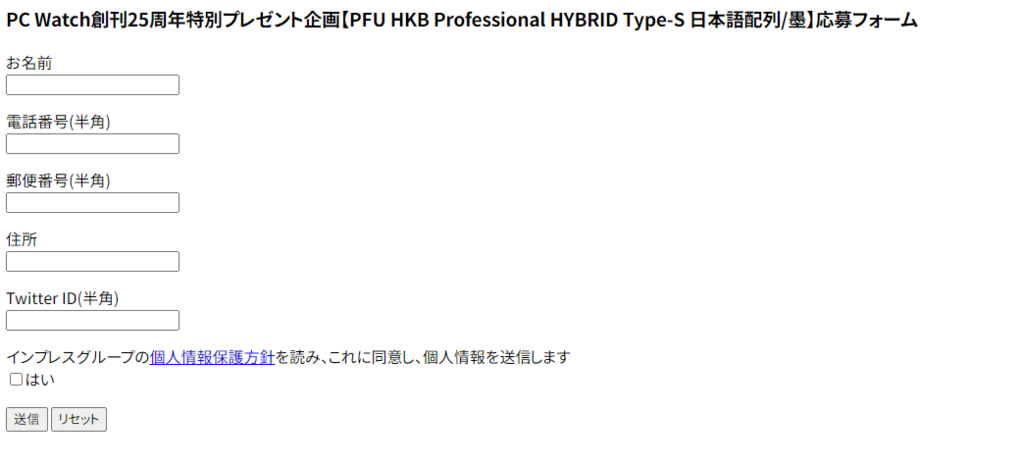 PC Watch創刊25周年特別プレゼント企画【PFU HKB Professional HYBRID Type-S 日本語配列/墨】応募フォーム
お名前
電話番号(半角)
郵便番号(半角)
住所
Twitter ID(半角)
インプレスグループの個人情報保護方針を読み、これに同意し、個人情報を送信します
はい
送信 リセット